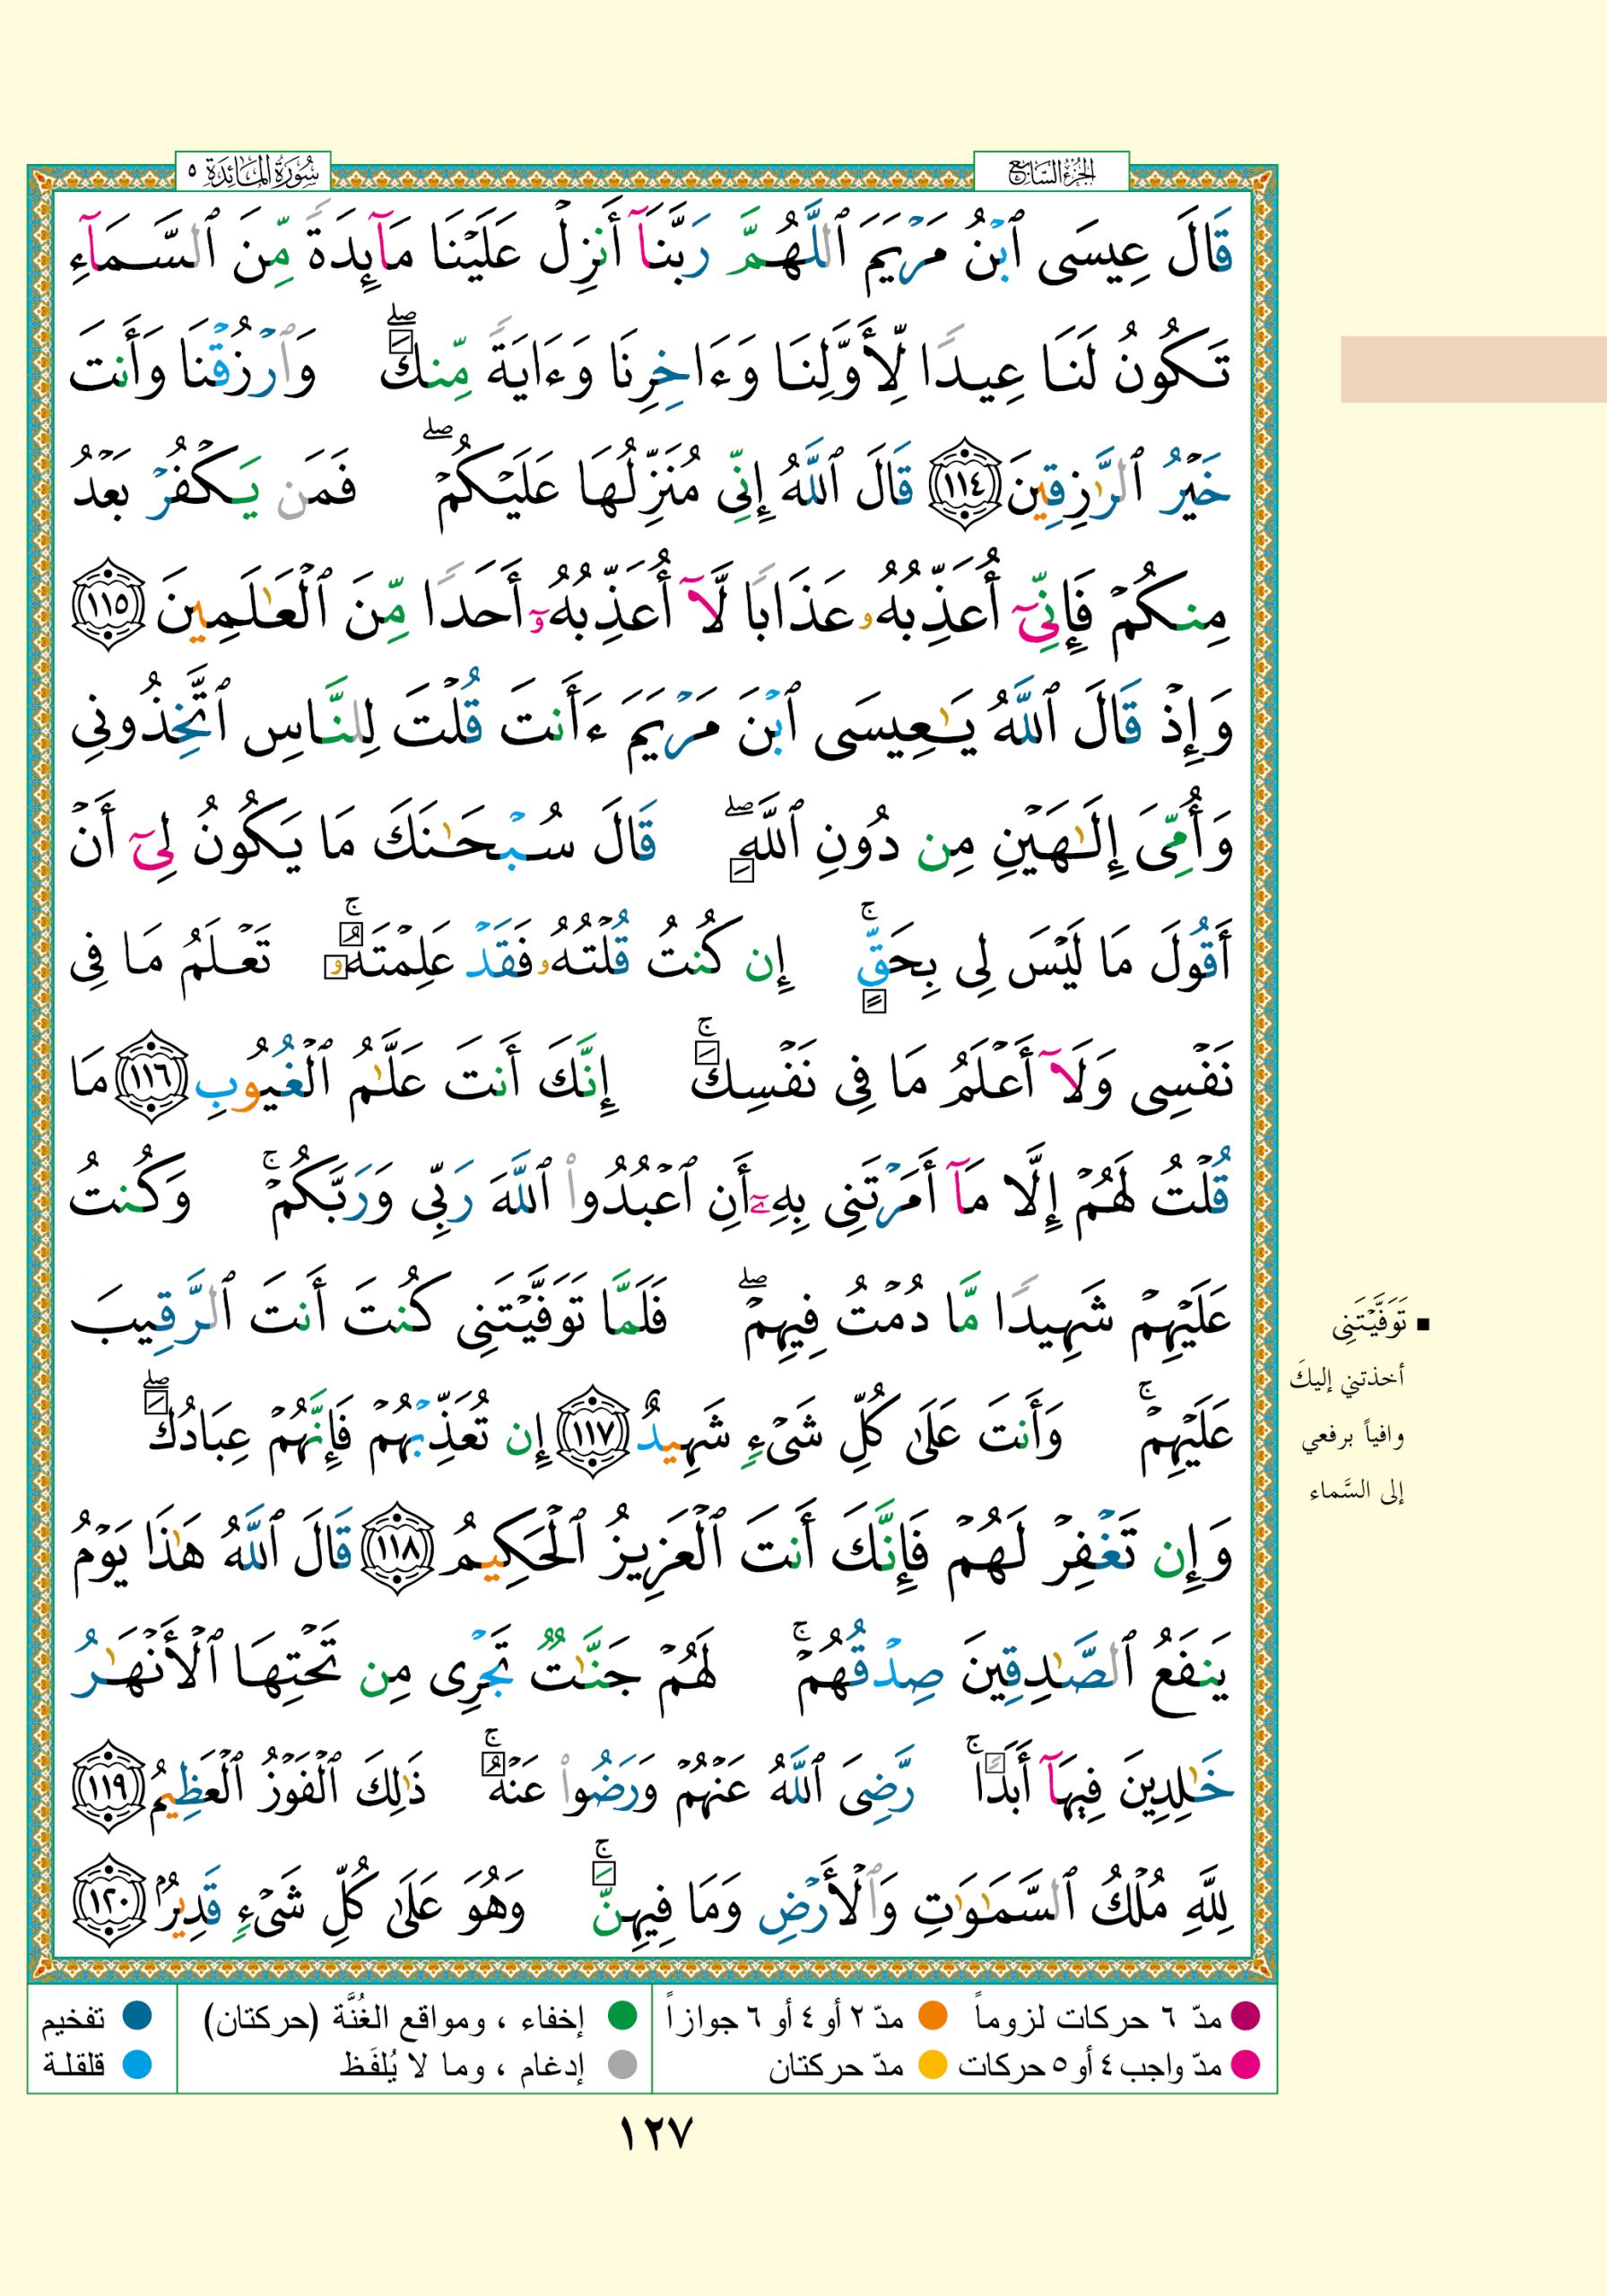 الجزء السابع
سورة المائدة ٥
قَالَ عِيسَى ٱبۡنُ مَرۡيَمَ ٱللَّهُمَّ رَبَّنَآ أَنزِلۡ عَلَيۡنَا مَآئِدَةٗ مِّنَ ٱلسَّمَآءِ
تَكُونُ لَنَا عِيدٗا لِّأَوَّلِنَا وَءَاخِرِنَا وَءَايَةٗ مِّنكَۖ وَٱرۡزُقۡنَا وَأَنتَ
خَيۡرُ ٱلرَّٰزِقِينَ ١١٤ قَالَ ٱللَّهُ إِنِّي مُنَزِّلُهَا عَلَيۡكُمۡۖ فَمَن يَكۡفُرۡ بَعۡدُ
مِنكُمۡ فَإِنِّيٓ أُعَذِّبُهُۥ عَذَابٗا لَّآ أُعَذِّبُهُۥٓ أَحَدٗا مِّنَ ٱلۡعَٰلَمِينَ ١١٥
وَإِذۡ قَالَ ٱللَّهُ يَٰعِيسَى ٱبۡنَ مَرۡيَمَ ءَأَنتَ قُلۡتَ لِلنَّاسِ ٱتَّخِذُونِي
وَأُمِّيَ إِلَٰهَيۡنِ مِن دُونِ ٱللَّهِۖ قَالَ سُبۡحَٰنَكَ مَا يَكُونُ لِيٓ أَنۡ
أَقُولَ مَا لَيۡسَ لِي بِحَقٍّۚ إِن كُنتُ قُلۡتُهُۥ فَقَدۡ عَلِمۡتَهُۥۚ تَعۡلَمُ مَا فِي
نَفۡسِي وَلَآ أَعۡلَمُ مَا فِي نَفۡسِكَۚ إِنَّكَ أَنتَ عَلَّٰمُ ٱلۡغُيُوبِ ١١٦ مَا
قُلۡتُ لَهُمۡ إِلَّا مَآ أَمَرۡتَنِي بِهِۦٓ أَنِ ٱعۡبُدُواْ ٱللَّهَ رَبِّي وَرَبَّكُمۡۚ وَكُنتُ
عَلَيۡهِمۡ شَهِيدٗا مَّا دُمۡتُ فِيهِمۡۖ فَلَمَّا تَوَفَّيۡتَنِي كُنتَ أَنتَ ٱلرَّقِيبَ
عَلَيۡهِمۡۚ وَأَنتَ عَلَىٰ كُلِّ شَيۡءٖ شَهِيدٌ ١١٧ إِن تُعَذِّبۡهُمۡ فَإِنَّهُمۡ عِبَادُكَۖ
وَإِن تَغۡفِرۡ لَهُمۡ فَإِنَّكَ أَنتَ ٱلۡعَزِيزُ ٱلۡحَكِيمُ ١١٨ قَالَ ٱللَّهُ هَٰذَا يَوۡمُ
يَنفَعُ ٱلصَّٰدِقِينَ صِدۡقُهُمۡۚ لَهُمۡ جَنَّٰتٞ تَجۡرِي مِن تَحۡتِهَا ٱلۡأَنۡهَٰرُ
خَٰلِدِينَ فِيهَآ أَبَدٗاۚ رَّضِيَ ٱللَّهُ عَنۡهُمۡ وَرَضُواْ عَنۡهُۚ ذَٰلِكَ ٱلۡفَوۡزُ ٱلۡعَظِيمُ ١١٩
لِلَّهِ مُلۡكُ ٱلسَّمَٰوَٰتِ وَٱلۡأَرۡضِ وَمَا فِيهِنَّۚ وَهُوَ عَلَىٰ كُلِّ شَيۡءٖ قَدِيرُۢ ١٢٠
■ تَوَفَّيۡتَنِي
أخذتني إليكَ
وافياً برفعي
إلى السَّماء
مدّ ٦ حركات لزوماً مدّ ٢ أو ٤ أو ٦ جوازاً إخفاء ، ومواقع الغُنَّة (حركتان) تفخيم
مدّ واجب ٤ أو ٥ حركات مدّ حركتان إدغام ، وما لا يُلفَظ قلقلة
١٢٧